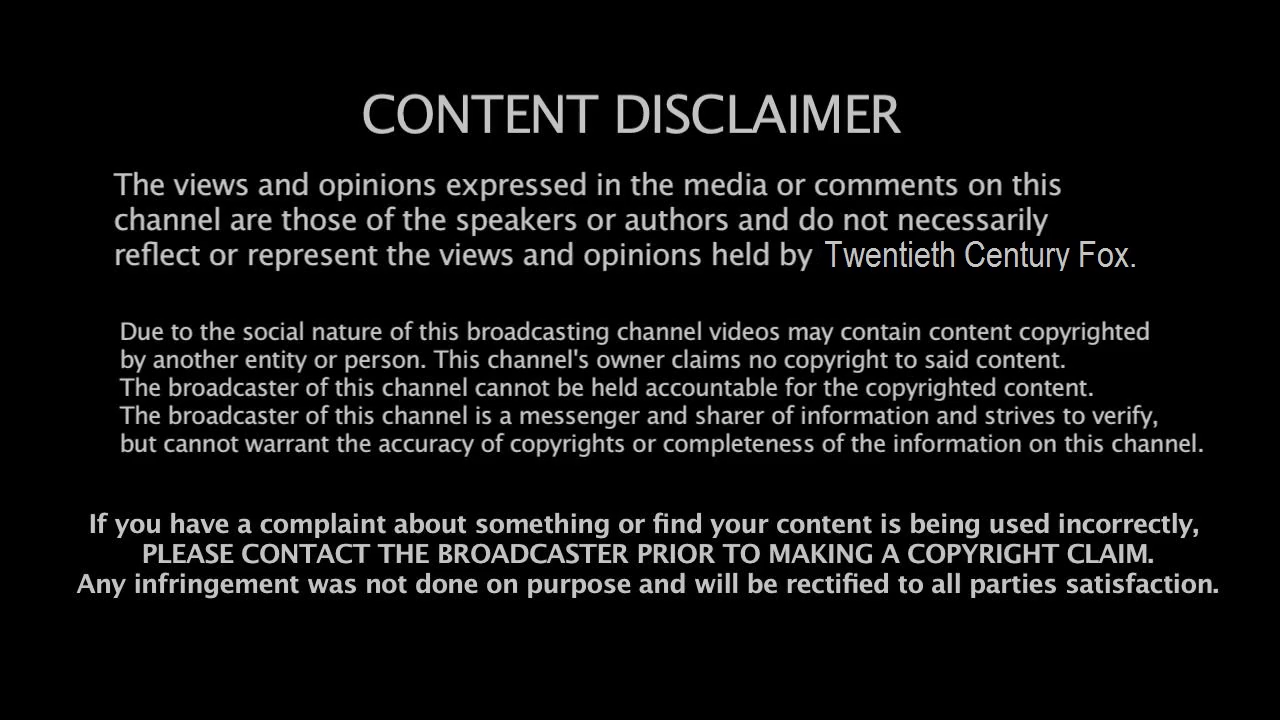 CONTENT DISCLAIMER
The views and opinions expressed in the media or comments on this
channel are those of the speakers or authors and do not necessarily
reflect or represent the views and opinions held by Twentieth Century Fox.
Due to the social nature of this broadcasting channel videos may contain content copyrighted
by another entity or person. This channel's owner claims no copyright to said content.
The broadcaster of this channel cannot be held accountable for the copyrighted content.
The broadcaster of this channel is a messenger and sharer of information and strives to verify,
but cannot warrant the accuracy of copyrights or completeness of the information on this channel.
If you have a complaint about something or find your content is being used incorrectly,
PLEASE CONTACT THE BROADCASTER PRIOR TO MAKING A COPYRIGHT CLAIM.
Any infringement was not done on purpose and will be rectified to all parties satisfaction.